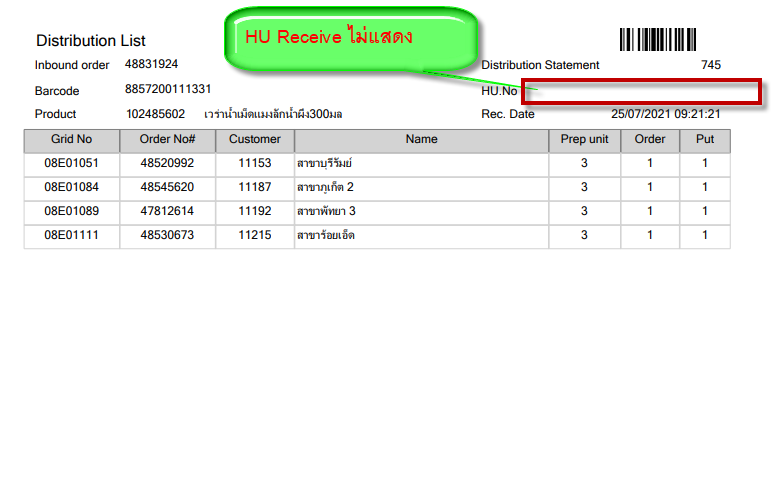 HU Receive ไม่แสดง
Distribution List
Inbound order 48831924 Distribution Statement 745
Barcode 8857200111331 HU.No
Product 102485602 เวร่าน้ำเม็ดแมงลักน้ำผึ้ง300มล Rec. Date 25/07/2021 09:21:21
Grid No Order No# Customer Name Prep unit Order Put
08E01051 48520992 11153 สาขาบุรีรัมย์ 3 1 1
08E01084 48545620 11187 สาขาภูเก็ต 2 3 1 1
08E01089 47812614 11192 สาขาพัทยา 3 3 1 1
08E01111 48530673 11215 สาขาร้อยเอ็ด 3 1 1